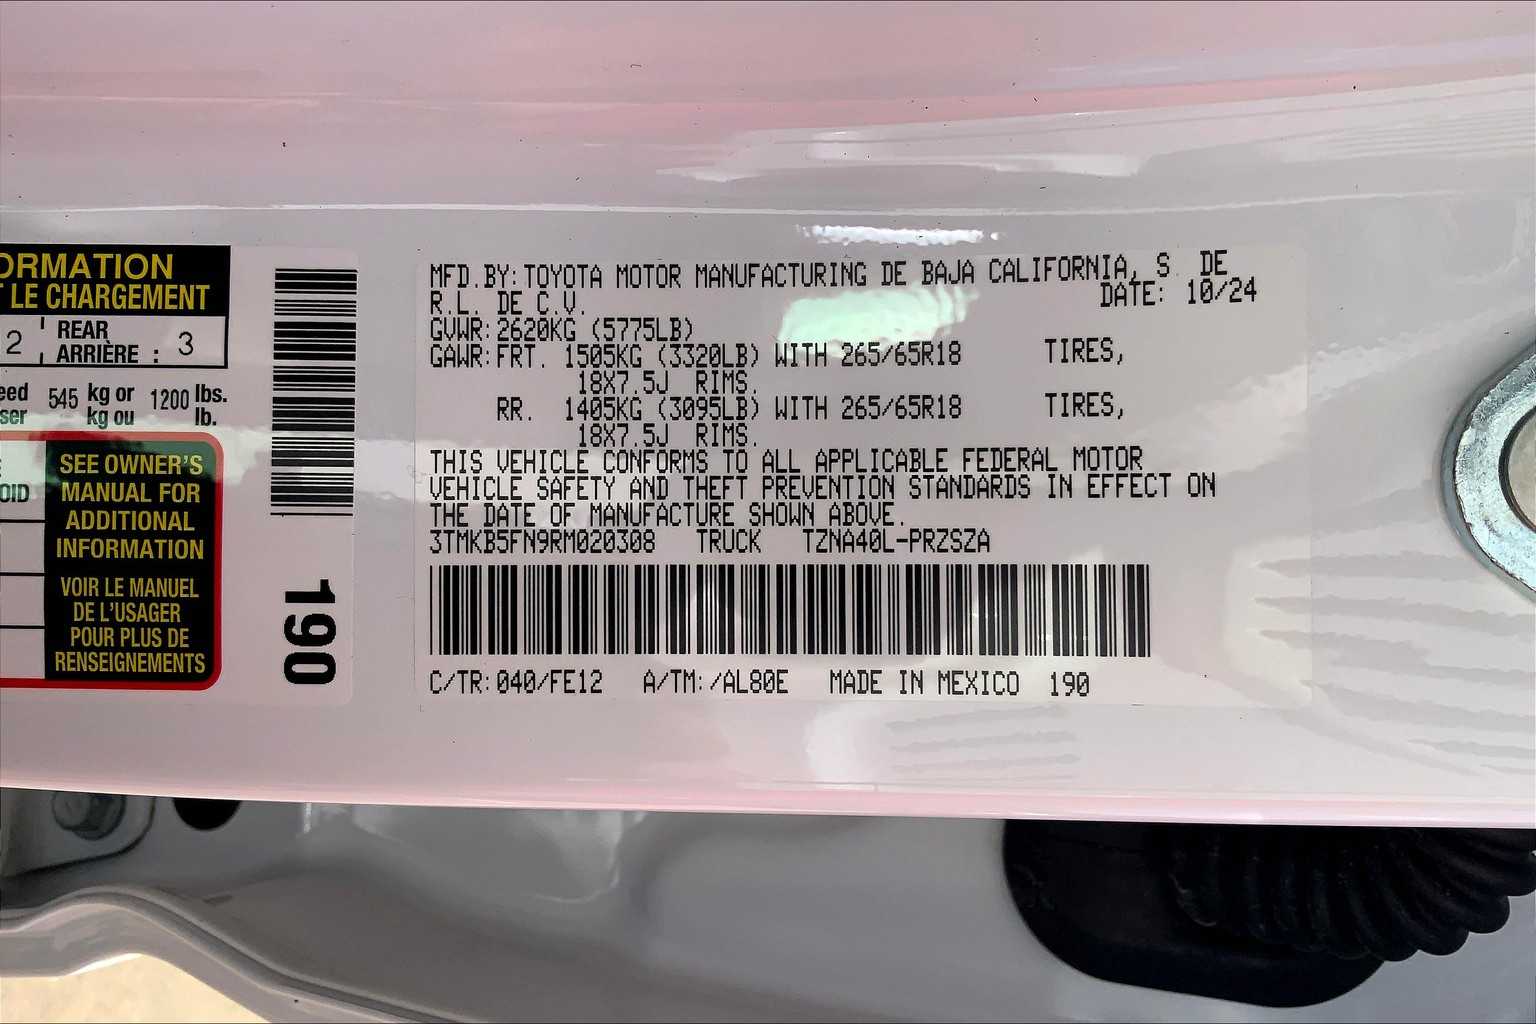 ORMATION
LE CHARGEMENT
2 REAR ARRIÈRE : 3
545 kg or 1200 lbs.
kg ou lb.
OID
SEE OWNER'S
MANUAL FOR
ADDITIONAL
INFORMATION
VOIR LE MANUEL
DE L'USAGER
POUR PLUS DE
RENSEIGNEMENTS
190
MFD.BY:TOYOTA MOTOR MANUFACTURING DE BAJA CALIFORNIA, S. DE
R.L. DE C.V. DATE: 10/24
GVWR:2620KG (5775LB)
GAWR:FRT. 1505KG (3320LB) WITH 265/65R18 TIRES,
18X7.5J RIMS.
RR. 1405KG (3095LB) WITH 265/65R18 TIRES,
18X7.5J RIMS.
THIS VEHICLE CONFORMS TO ALL APPLICABLE FEDERAL MOTOR
VEHICLE SAFETY AND THEFT PREVENTION STANDARDS IN EFFECT ON
THE DATE OF MANUFACTURE SHOWN ABOVE.
3TMKB5FN9RM020308 TRUCK TZNA40L-PRZSZA
C/TR:040/FE12 A/TM:/AL80E MADE IN MEXICO 190